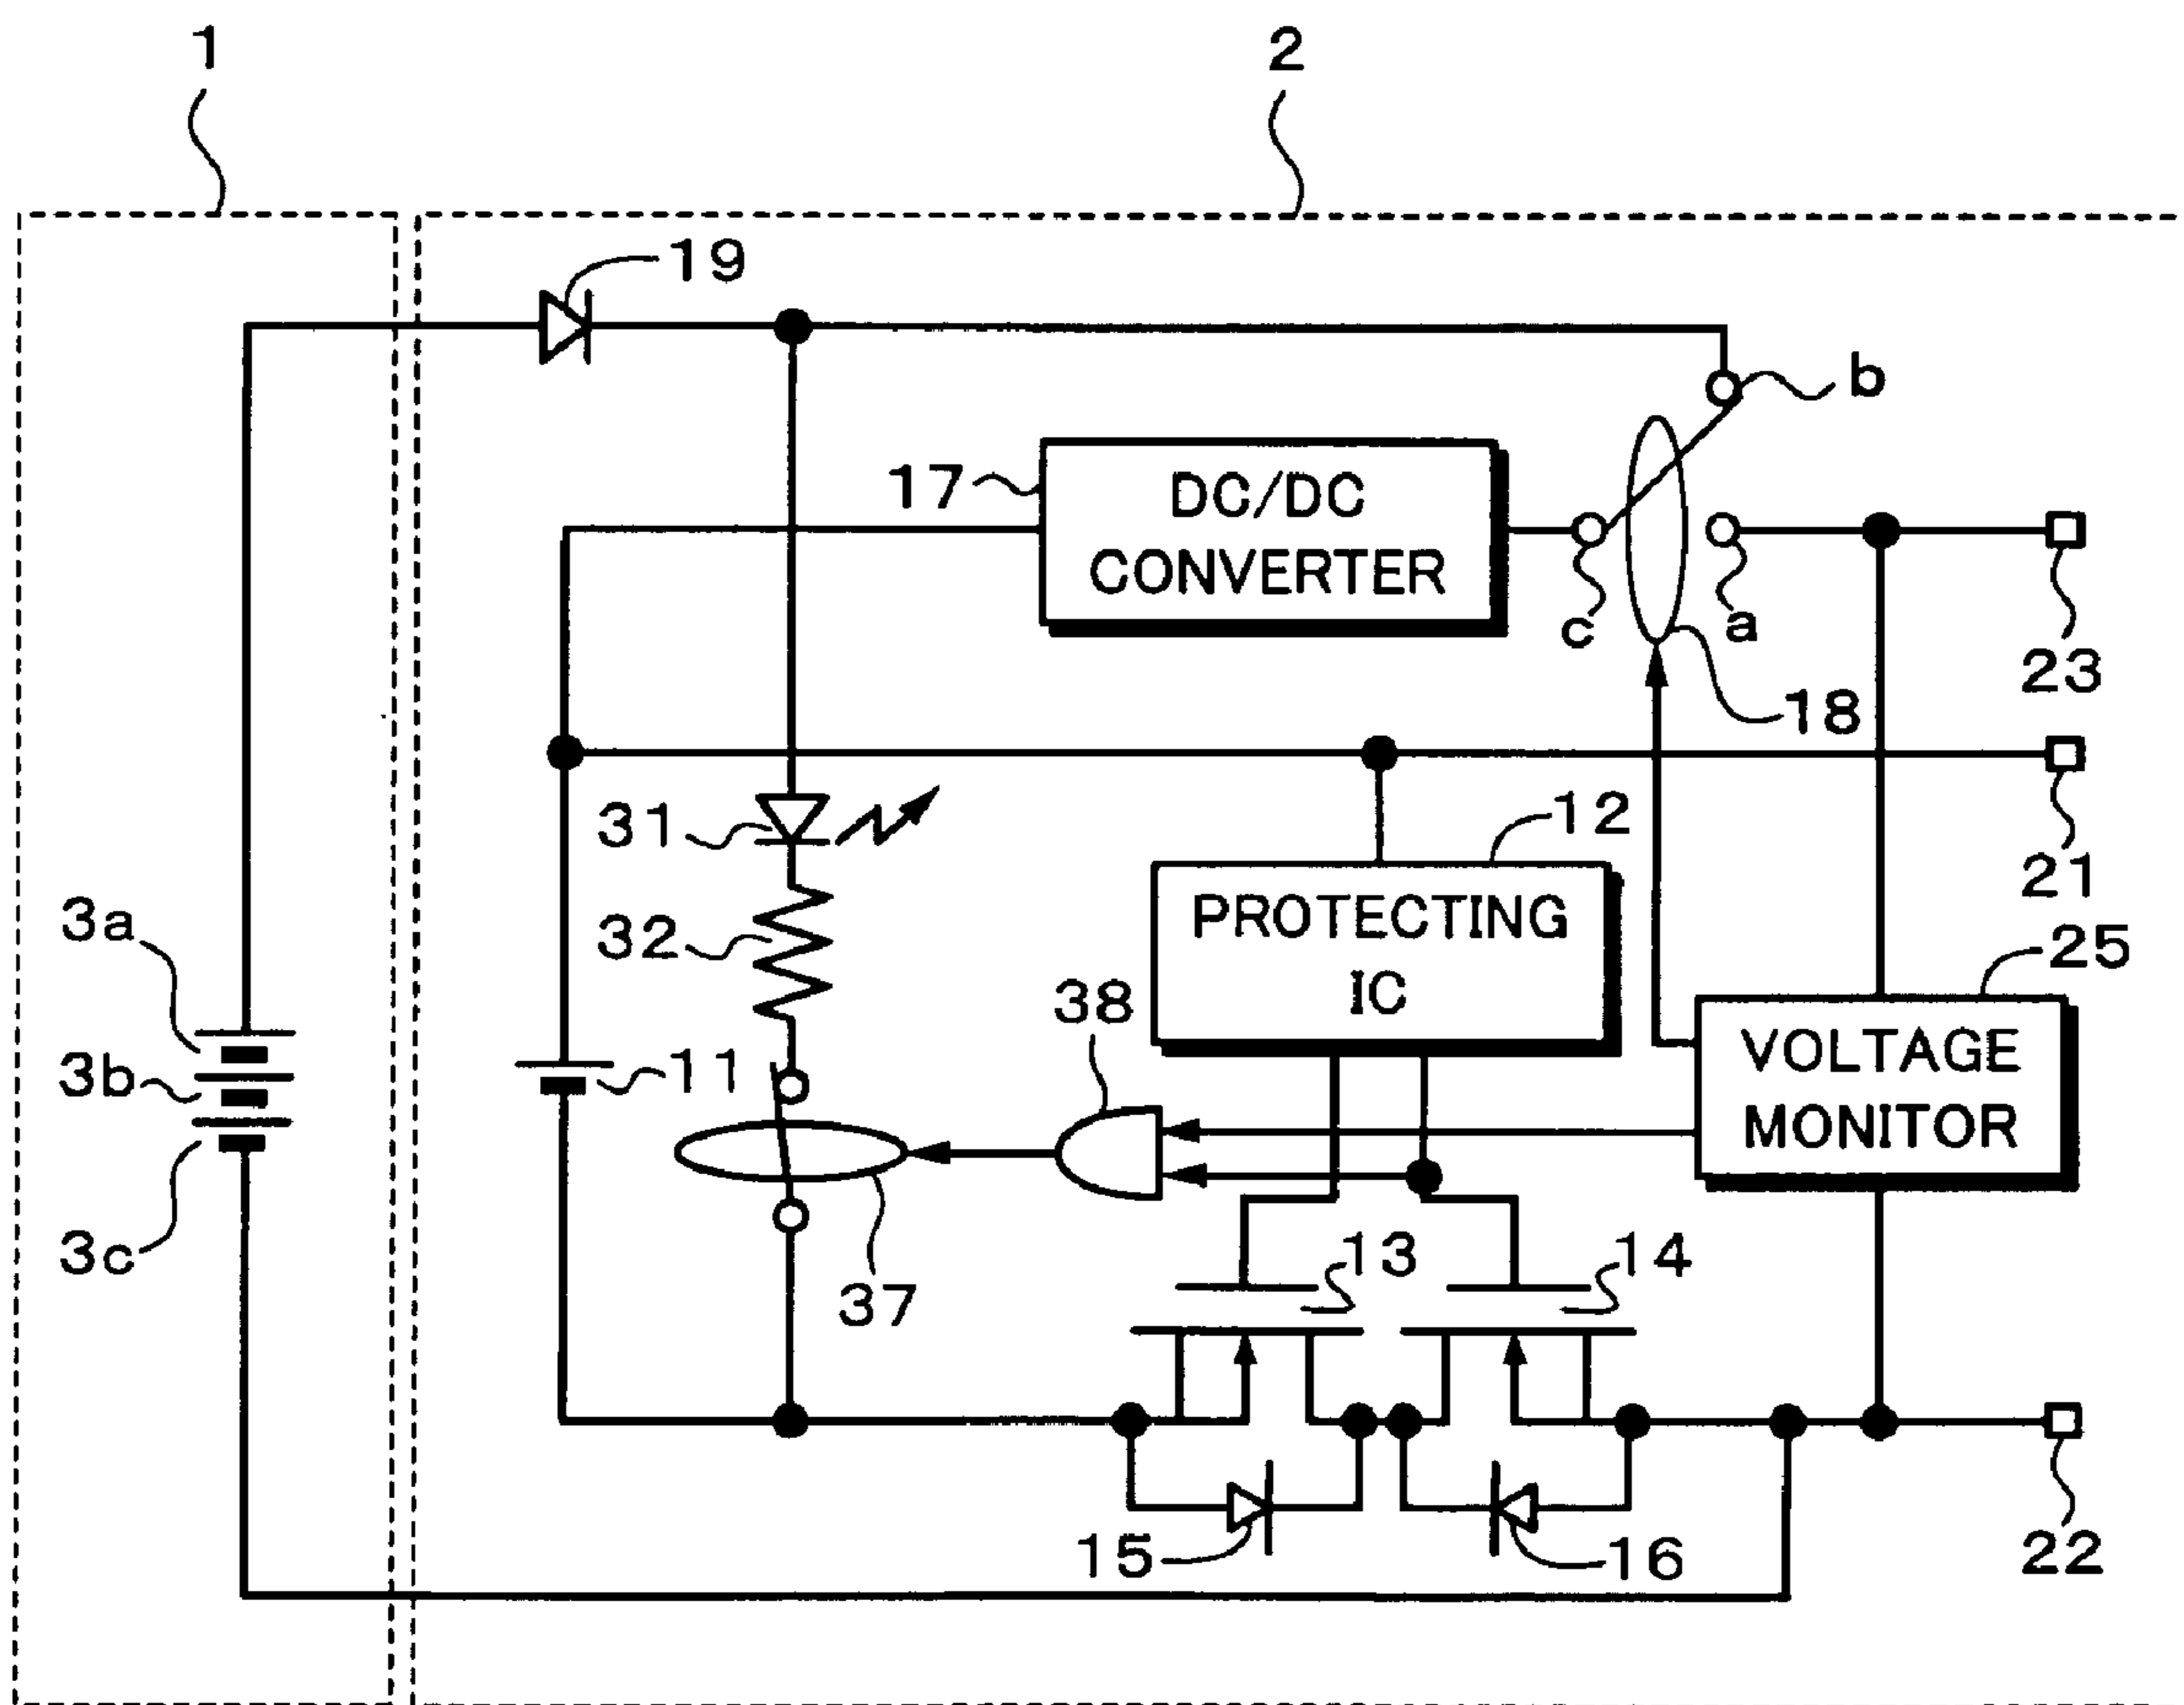 1
2
19
b
17
DC/DC
CONVERTER
c
a
23
18
31
12
21
3a
32
PROTECTING
IC
25
38
3b
11
VOLTAGE
MONITOR
3c
37
13
14
15
16
22